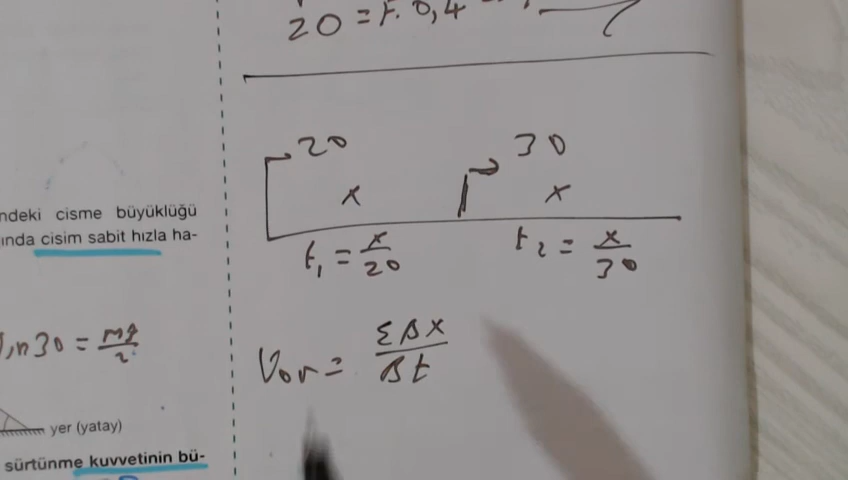 20 = F. 0,4
ndeki cisme büyüklüğü
ında cisim sabit hızla ha-
n30 = mg/2
yer (yatay)
sürtünme kuvvetinin bü-
20 30
x x
t₁ = x/20 t₂ = x/30
Vor = ΣΔx/Δt